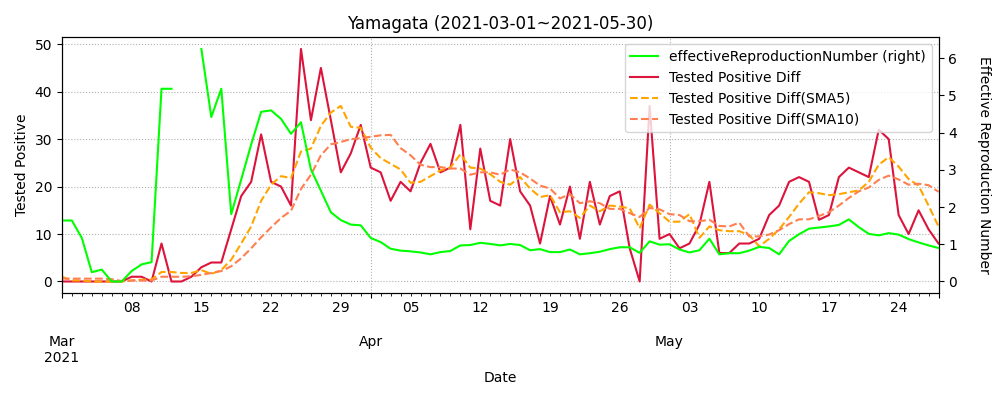 Yamagata (2021-03-01~2021-05-30)
effectiveReproductionNumber (right)
Tested Positive Diff
Tested Positive Diff(SMA5)
Tested Positive Diff(SMA10)
Tested Positive
50
40
30
20
10
0
Effective Reproduction Number
6
5
4
3
2
1
0
08 15 22 29 05 12 19 26 03 10 17 24
Mar Apr May
2021
Date